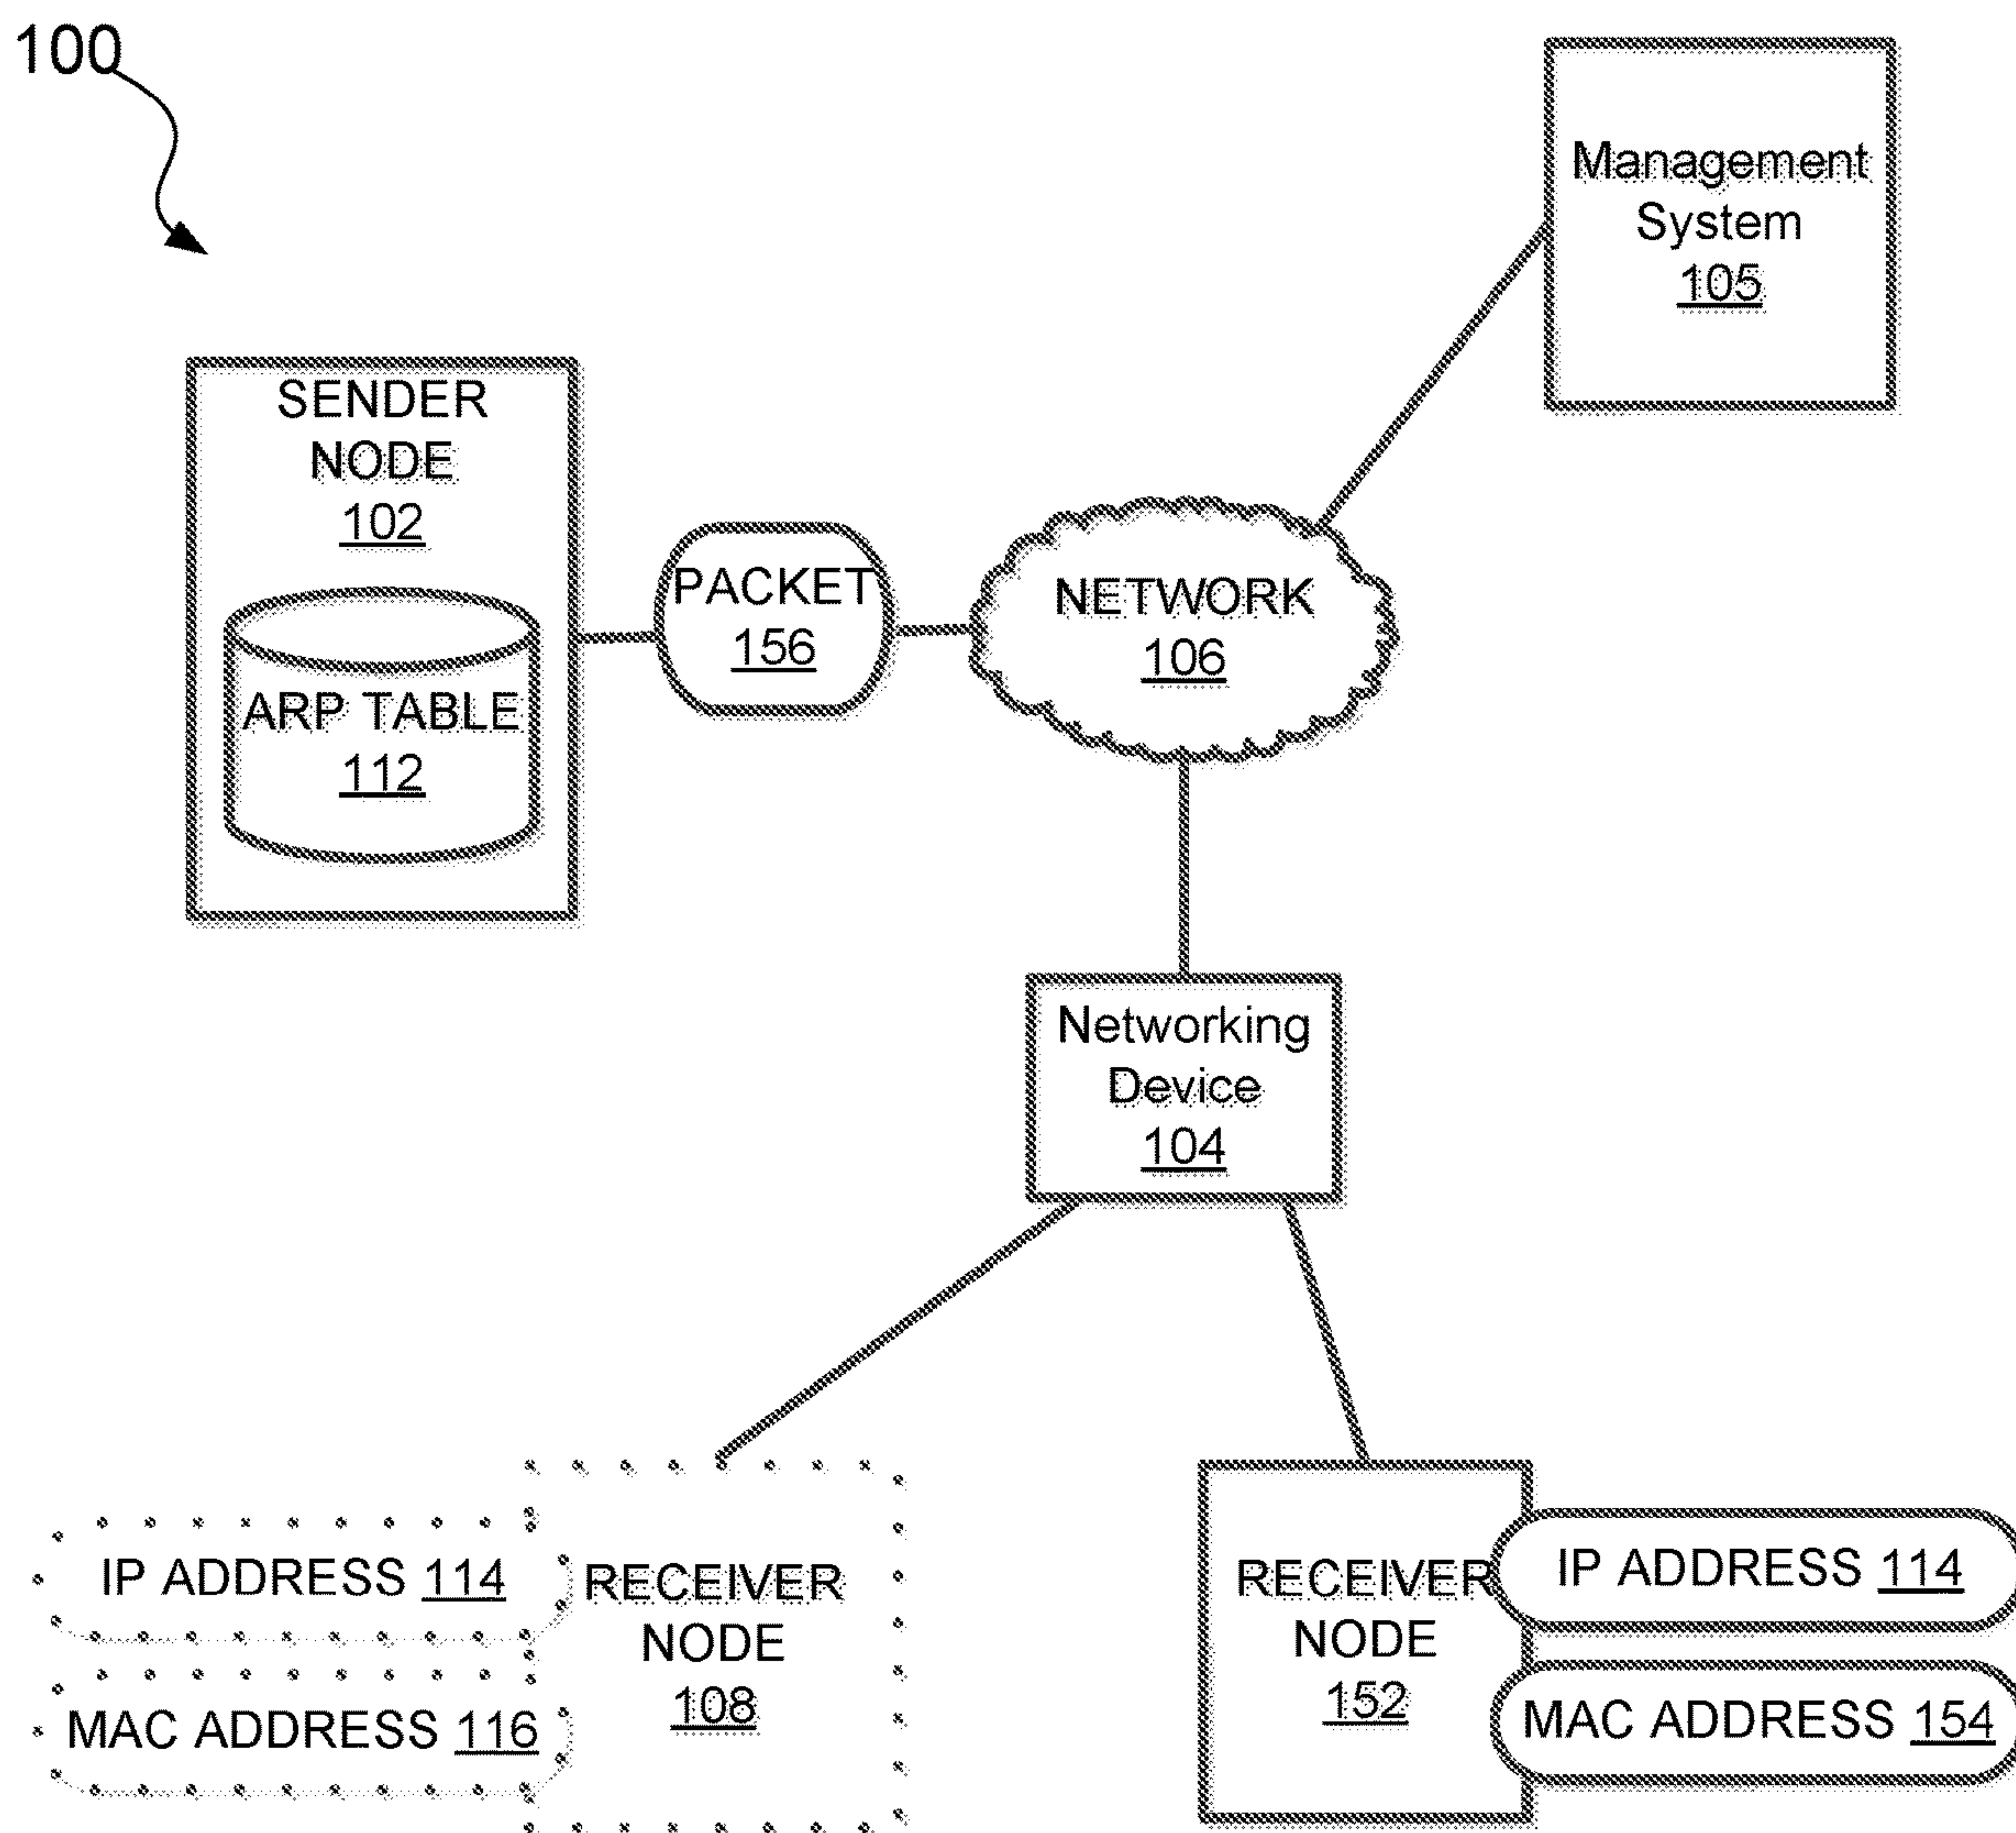 100
Management
System
105
SENDER
NODE
102
ARP TABLE
112
PACKET
156
NETWORK
106
Networking
Device
104
IP ADDRESS 114
MAC ADDRESS 116
RECEIVER
NODE
108
RECEIVER
NODE
152
IP ADDRESS 114
MAC ADDRESS 154